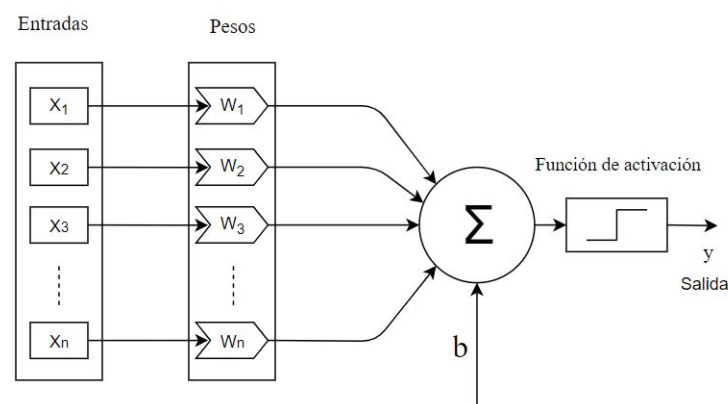 Entradas
Pesos
X1
W1
X2
W2
Función de activación
X3
W3
Σ
y
Salida
Xn
Wn
b